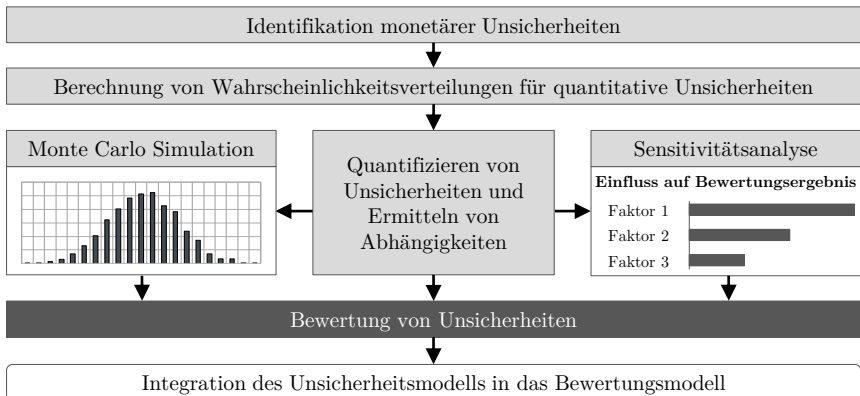 Identifikation monetärer Unsicherheiten
Berechnung von Wahrscheinlichkeitsverteilungen für quantitative Unsicherheiten
Monte Carlo Simulation
Quantifizieren von
Unsicherheiten und
Ermitteln von
Abhängigkeiten
Sensitivitätsanalyse
Einfluss auf Bewertungsergebnis
Faktor 1
Faktor 2
Faktor 3
Bewertung von Unsicherheiten
Integration des Unsicherheitsmodells in das Bewertungsmodell